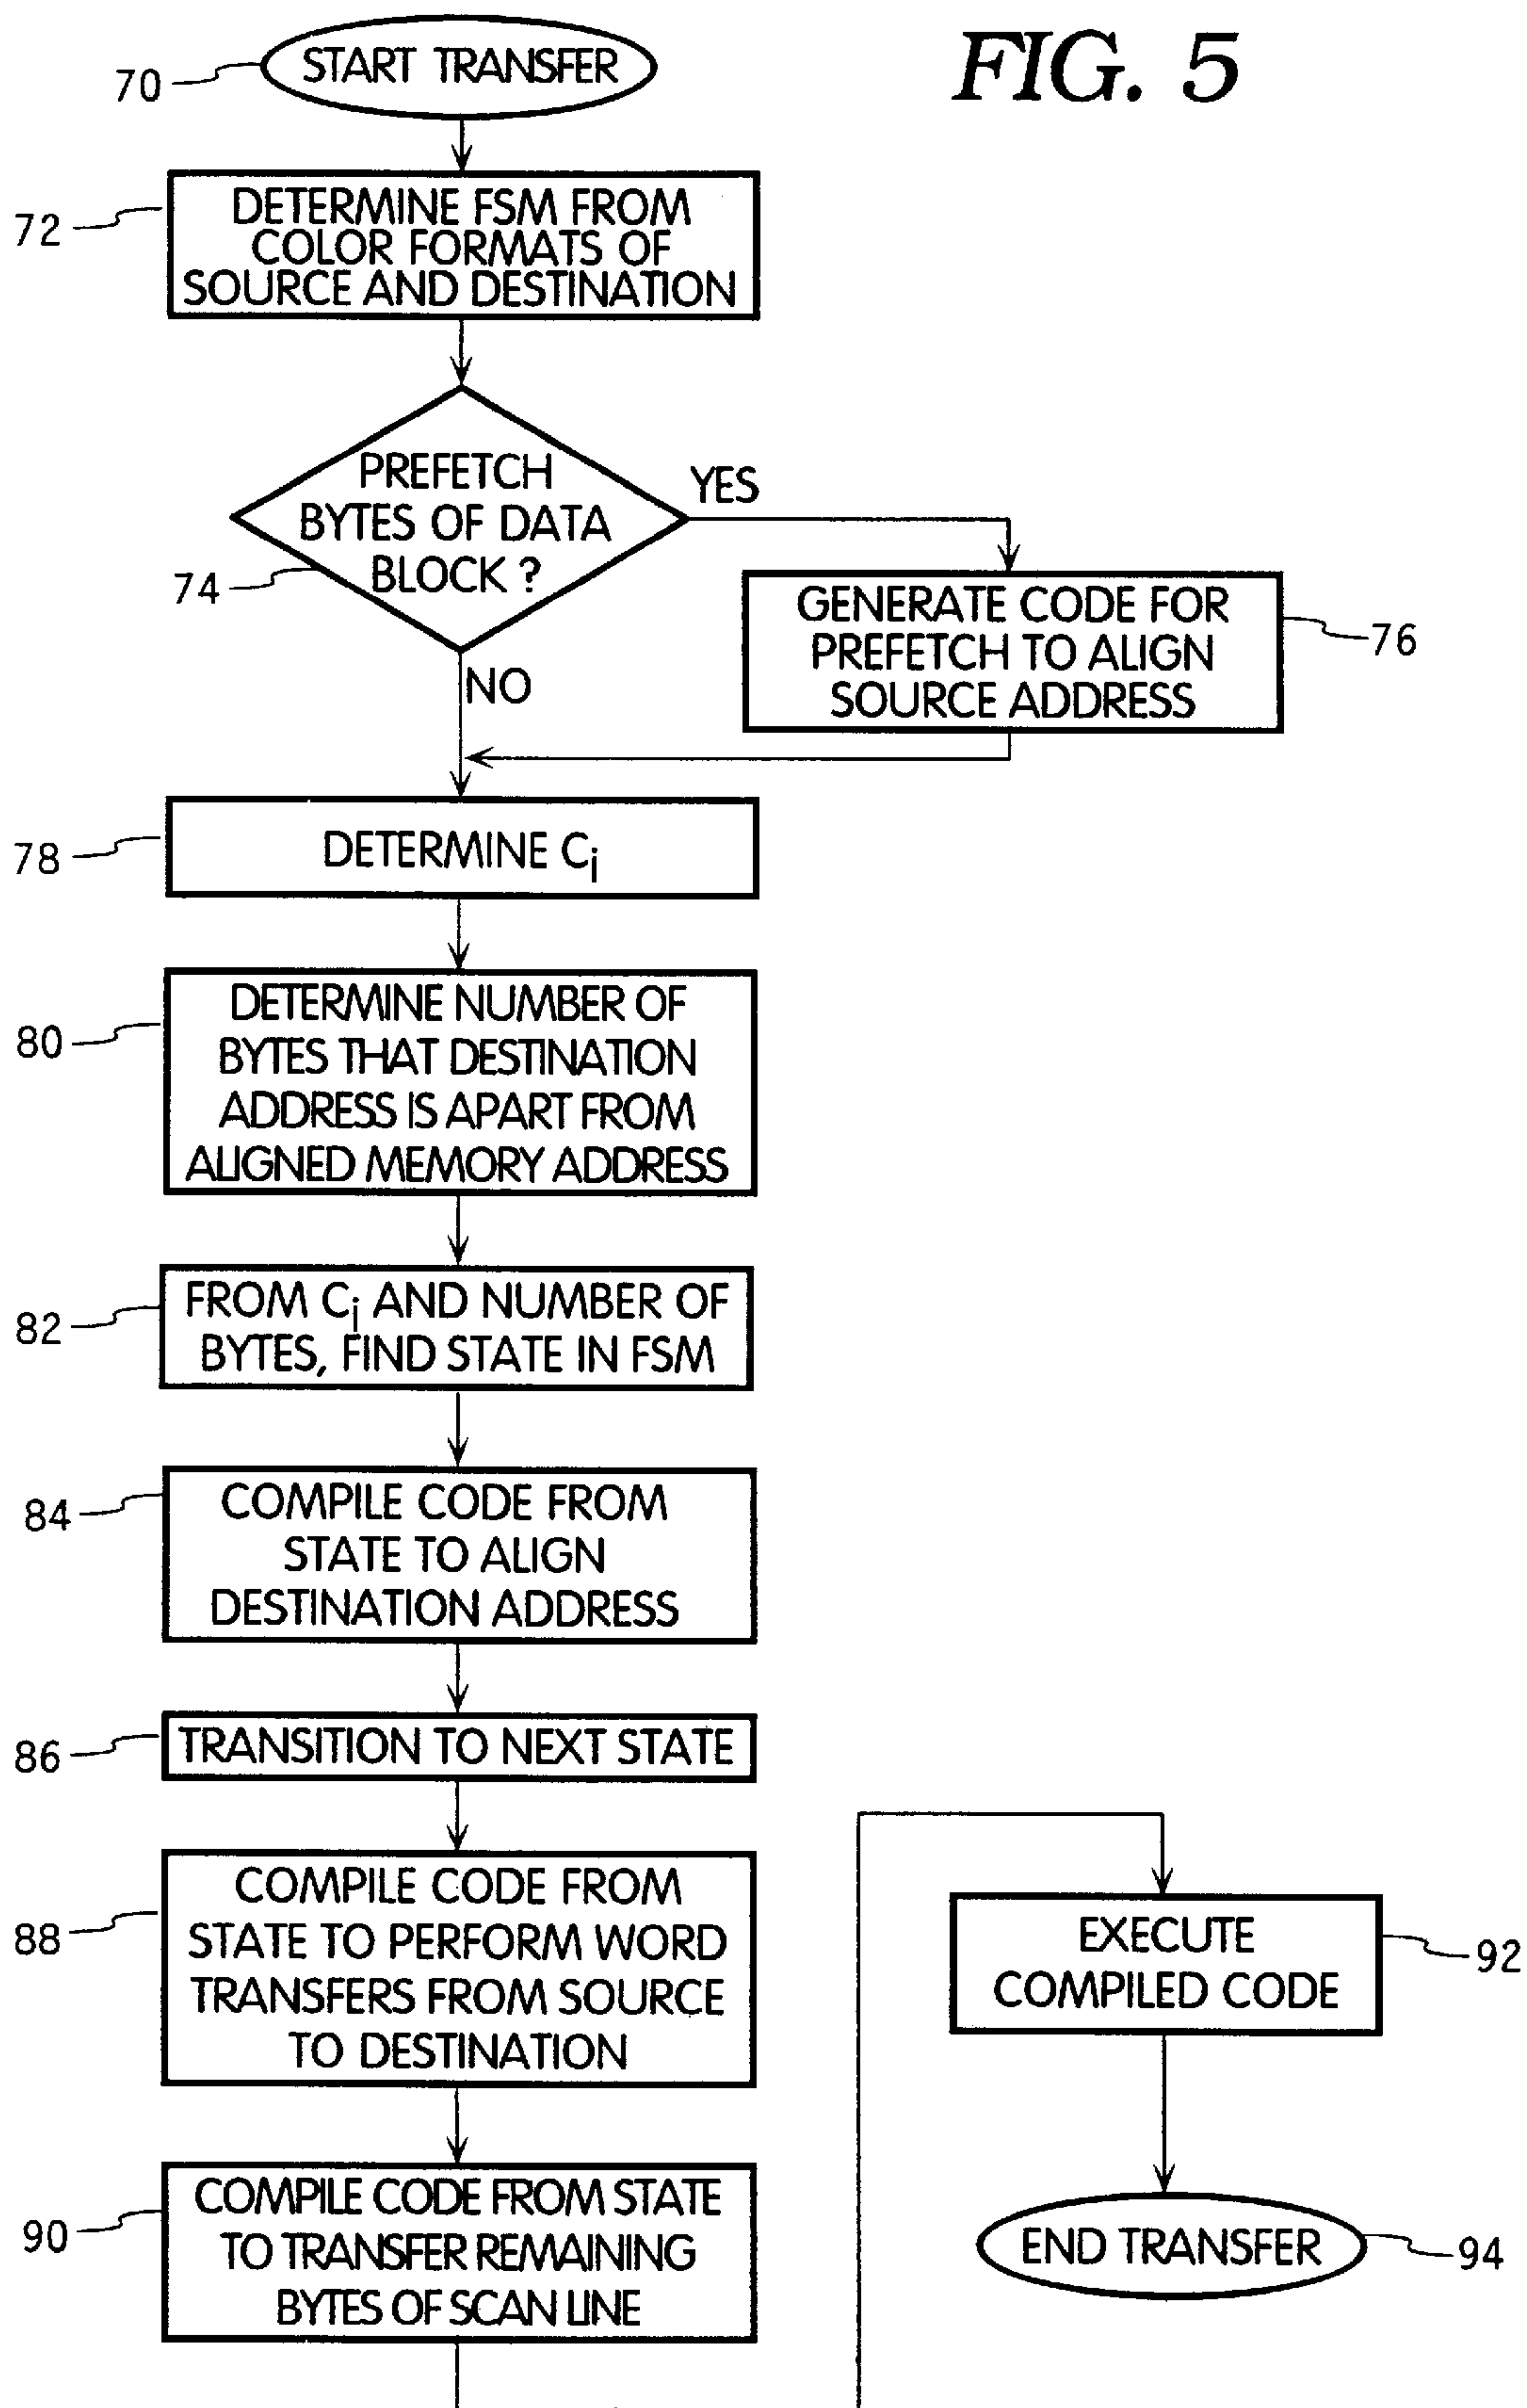 FIG. 5
70
START TRANSFER
72
DETERMINE FSM FROM
COLOR FORMATS OF
SOURCE AND DESTINATION
PREFETCH
BYTES OF DATA
BLOCK ?
74
YES
NO
GENERATE CODE FOR
PREFETCH TO ALIGN
SOURCE ADDRESS
76
78
DETERMINE Ci
80
DETERMINE NUMBER OF
BYTES THAT DESTINATION
ADDRESS IS APART FROM
ALIGNED MEMORY ADDRESS
82
FROM Ci AND NUMBER OF
BYTES, FIND STATE IN FSM
84
COMPILE CODE FROM
STATE TO ALIGN
DESTINATION ADDRESS
86
TRANSITION TO NEXT STATE
88
COMPILE CODE FROM
STATE TO PERFORM WORD
TRANSFERS FROM SOURCE
TO DESTINATION
90
COMPILE CODE FROM STATE
TO TRANSFER REMAINING
BYTES OF SCAN LINE
EXECUTE
COMPILED CODE
92
END TRANSFER
94